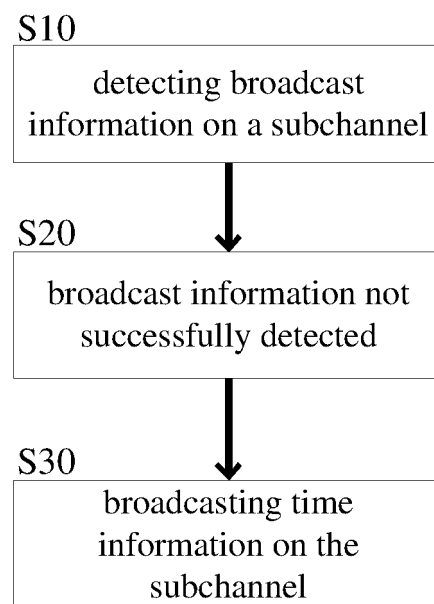 S10
detecting broadcast
information on a subchannel
S20
broadcast information not
successfully detected
S30
broadcasting time
information on the
subchannel